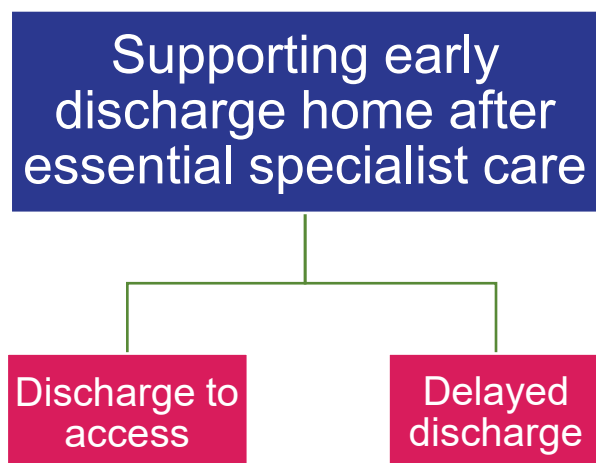 Supporting early
discharge home after
essential specialist care
Discharge to
access
Delayed
discharge